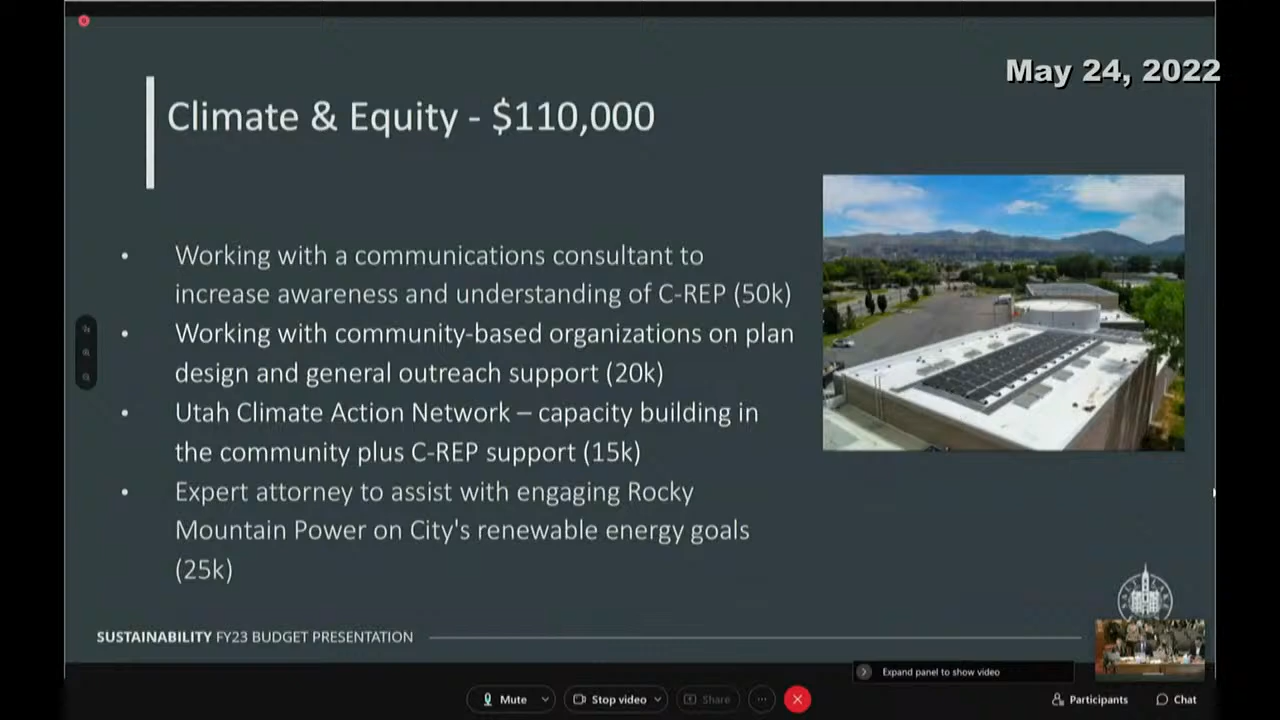 May 24, 2022
Climate & Equity - $110,000
• Working with a communications consultant to
increase awareness and understanding of C-REP (50k)
• Working with community-based organizations on plan
design and general outreach support (20k)
• Utah Climate Action Network – capacity building in
the community plus C-REP support (15k)
• Expert attorney to assist with engaging Rocky
Mountain Power on City's renewable energy goals
(25k)
SUSTAINABILITY FY23 BUDGET PRESENTATION
Expand panel to show video
Mute
Stop video
Share
Participants
Chat